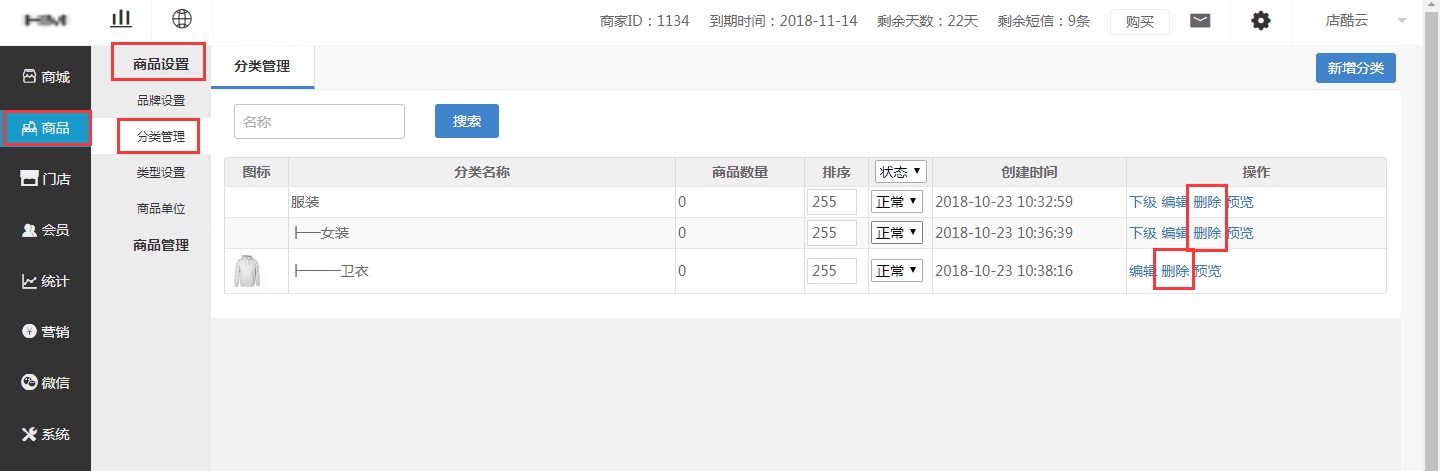 商家ID：1134 到期时间：2018-11-14 剩余天数：22天 剩余短信：9条 购买 店酷云
商城
商品
门店
会员
统计
营销
微信
系统
商品设置
品牌设置
分类管理
类型设置
商品单位
商品管理
分类管理 新增分类
名称 搜索
图标 分类名称 商品数量 排序 状态 创建时间 操作
服装 0 255 正常 2018-10-23 10:32:59 下级 编辑 删除 预览
├─女装 0 255 正常 2018-10-23 10:36:39 下级 编辑 删除 预览
├──卫衣 0 255 正常 2018-10-23 10:38:16 编辑 删除 预览